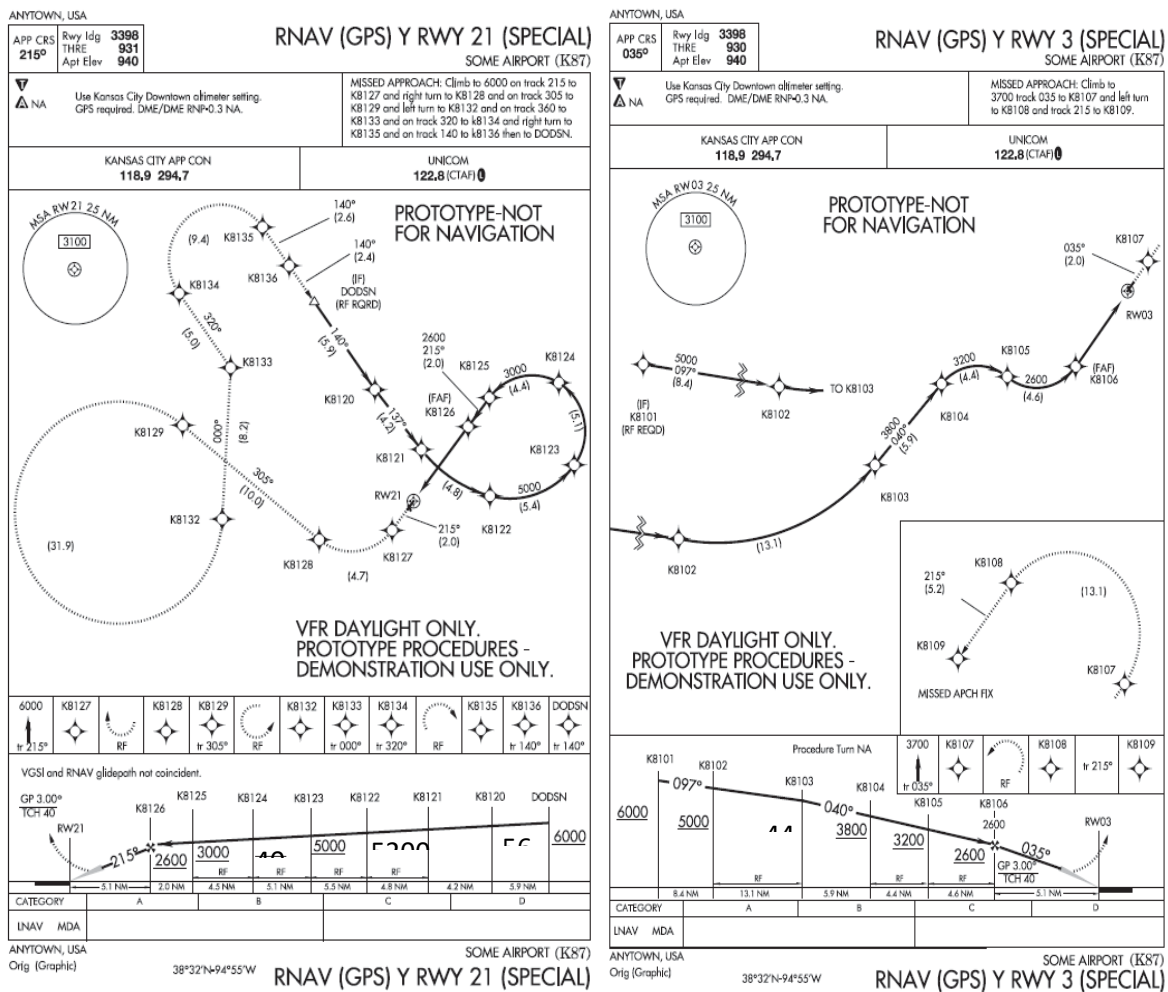 ANYTOWN, USA
APP CRS
215°
Rwy ldg 3398
THRE 931
Apt Elev 940
RNAV (GPS) Y RWY 21 (SPECIAL)
SOME AIRPORT (K87)
T
A NA
Use Kansas City Downtown altimeter setting.
GPS required. DME/DME RNP-0.3 NA.
MISSED APPROACH: Climb to 6000 on track 215 to
K8127 and right turn to K8128 and on track 305 to
K8129 and left turn to K8132 and on track 360 to
K8133 and on track 320 to k8134 and right turn to
K8135 and on track 140 to k8136 then to DODSN.
KANSAS CITY APP CON
118.9 294.7
UNICOM
122.8 (CTAF) L
MSA RW21 25 NM
3100
PROTOTYPE-NOT
FOR NAVIGATION
140°
(2.6)
K8135
(9.4)
140°
(2.4)
K8136
(IF)
DODSN
(RF RQRD)
K8134
320°
(5.0)
K8133
140°
(5.9)
2600
215°
(2.0)
K8125
K8124
3000
(4.4)
K8120
(FAF)
K8126
137°
(4.2)
(5.1)
K8129
000°
(8.2)
K8121
K8123
305°
(10.0)
RW21
(4.8)
5000
(5.4)
K8122
K8132
215°
(2.0)
K8127
(31.9)
K8128
(4.7)
VFR DAYLIGHT ONLY.
PROTOTYPE PROCEDURES -
DEMONSTRATION USE ONLY.
6000
tr 215°
K8127
RF
K8128
K8129
tr 305°
RF
K8132
K8133
tr 000°
K8134
tr 320°
RF
K8135
K8136
tr 140°
DODSN
tr 140°
VGSI and RNAV glidepath not coincident.
GP 3.00°
TCH 40
RW21
K8126
K8125
K8124
K8123
K8122
K8121
K8120
DODSN
215°
2600
3000
5000
6000
RF
RF
RF
RF
5.1 NM
2.0 NM
4.5 NM
5.1 NM
5.5 NM
4.8 NM
4.2 NM
5.9 NM
CATEGORY A B C D
LNAV MDA
ANYTOWN, USA
Orig (Graphic)
38°32'N-94°55'W
SOME AIRPORT (K87)
RNAV (GPS) Y RWY 21 (SPECIAL)
ANYTOWN, USA
APP CRS
035°
Rwy ldg 3398
THRE 930
Apt Elev 940
RNAV (GPS) Y RWY 3 (SPECIAL)
SOME AIRPORT (K87)
T
A NA
Use Kansas City Downtown altimeter setting.
GPS required. DME/DME RNP-0.3 NA.
MISSED APPROACH: Climb to
3700 track 035 to K8107 and left turn
to K8108 and track 215 to K8109.
KANSAS CITY APP CON
118.9 294.7
UNICOM
122.8 (CTAF) L
MSA RW03 25 NM
3100
PROTOTYPE-NOT
FOR NAVIGATION
K8107
035°
(2.0)
RW03
5000
097°
(8.4)
(IF)
K8101
(RF REQD)
K8102
TO K8103
K8105
3200
(4.4)
2600
(4.6)
(FAF)
K8106
K8104
3800
040°
(5.9)
K8103
K8102
(13.1)
K8108
215°
(5.2)
(13.1)
K8109
K8107
MISSED APCH FIX
VFR DAYLIGHT ONLY.
PROTOTYPE PROCEDURES -
DEMONSTRATION USE ONLY.
Procedure Turn NA
3700
tr 035°
K8107
RF
K8108
tr 215°
K8109
K8101
K8102
K8103
K8104
K8105
K8106
2600
RW03
097°
040°
035°
6000
5000
3800
3200
2600
GP 3.00°
TCH 40
RF
RF
RF
8.4 NM
13.1 NM
5.9 NM
4.4 NM
4.6 NM
5.1 NM
CATEGORY A B C D
LNAV MDA
ANYTOWN, USA
Orig (Graphic)
38°32'N-94°55'W
SOME AIRPORT (K87)
RNAV (GPS) Y RWY 3 (SPECIAL)